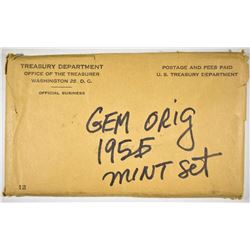 TREASURY DEPARTMENT
OFFICE OF THE TREASURER
WASHINGTON 25, D. C.
OFFICIAL BUSINESS
POSTAGE AND FEES PAID
U. S. TREASURY DEPARTMENT
GEM ORIG
1955
MINT Set